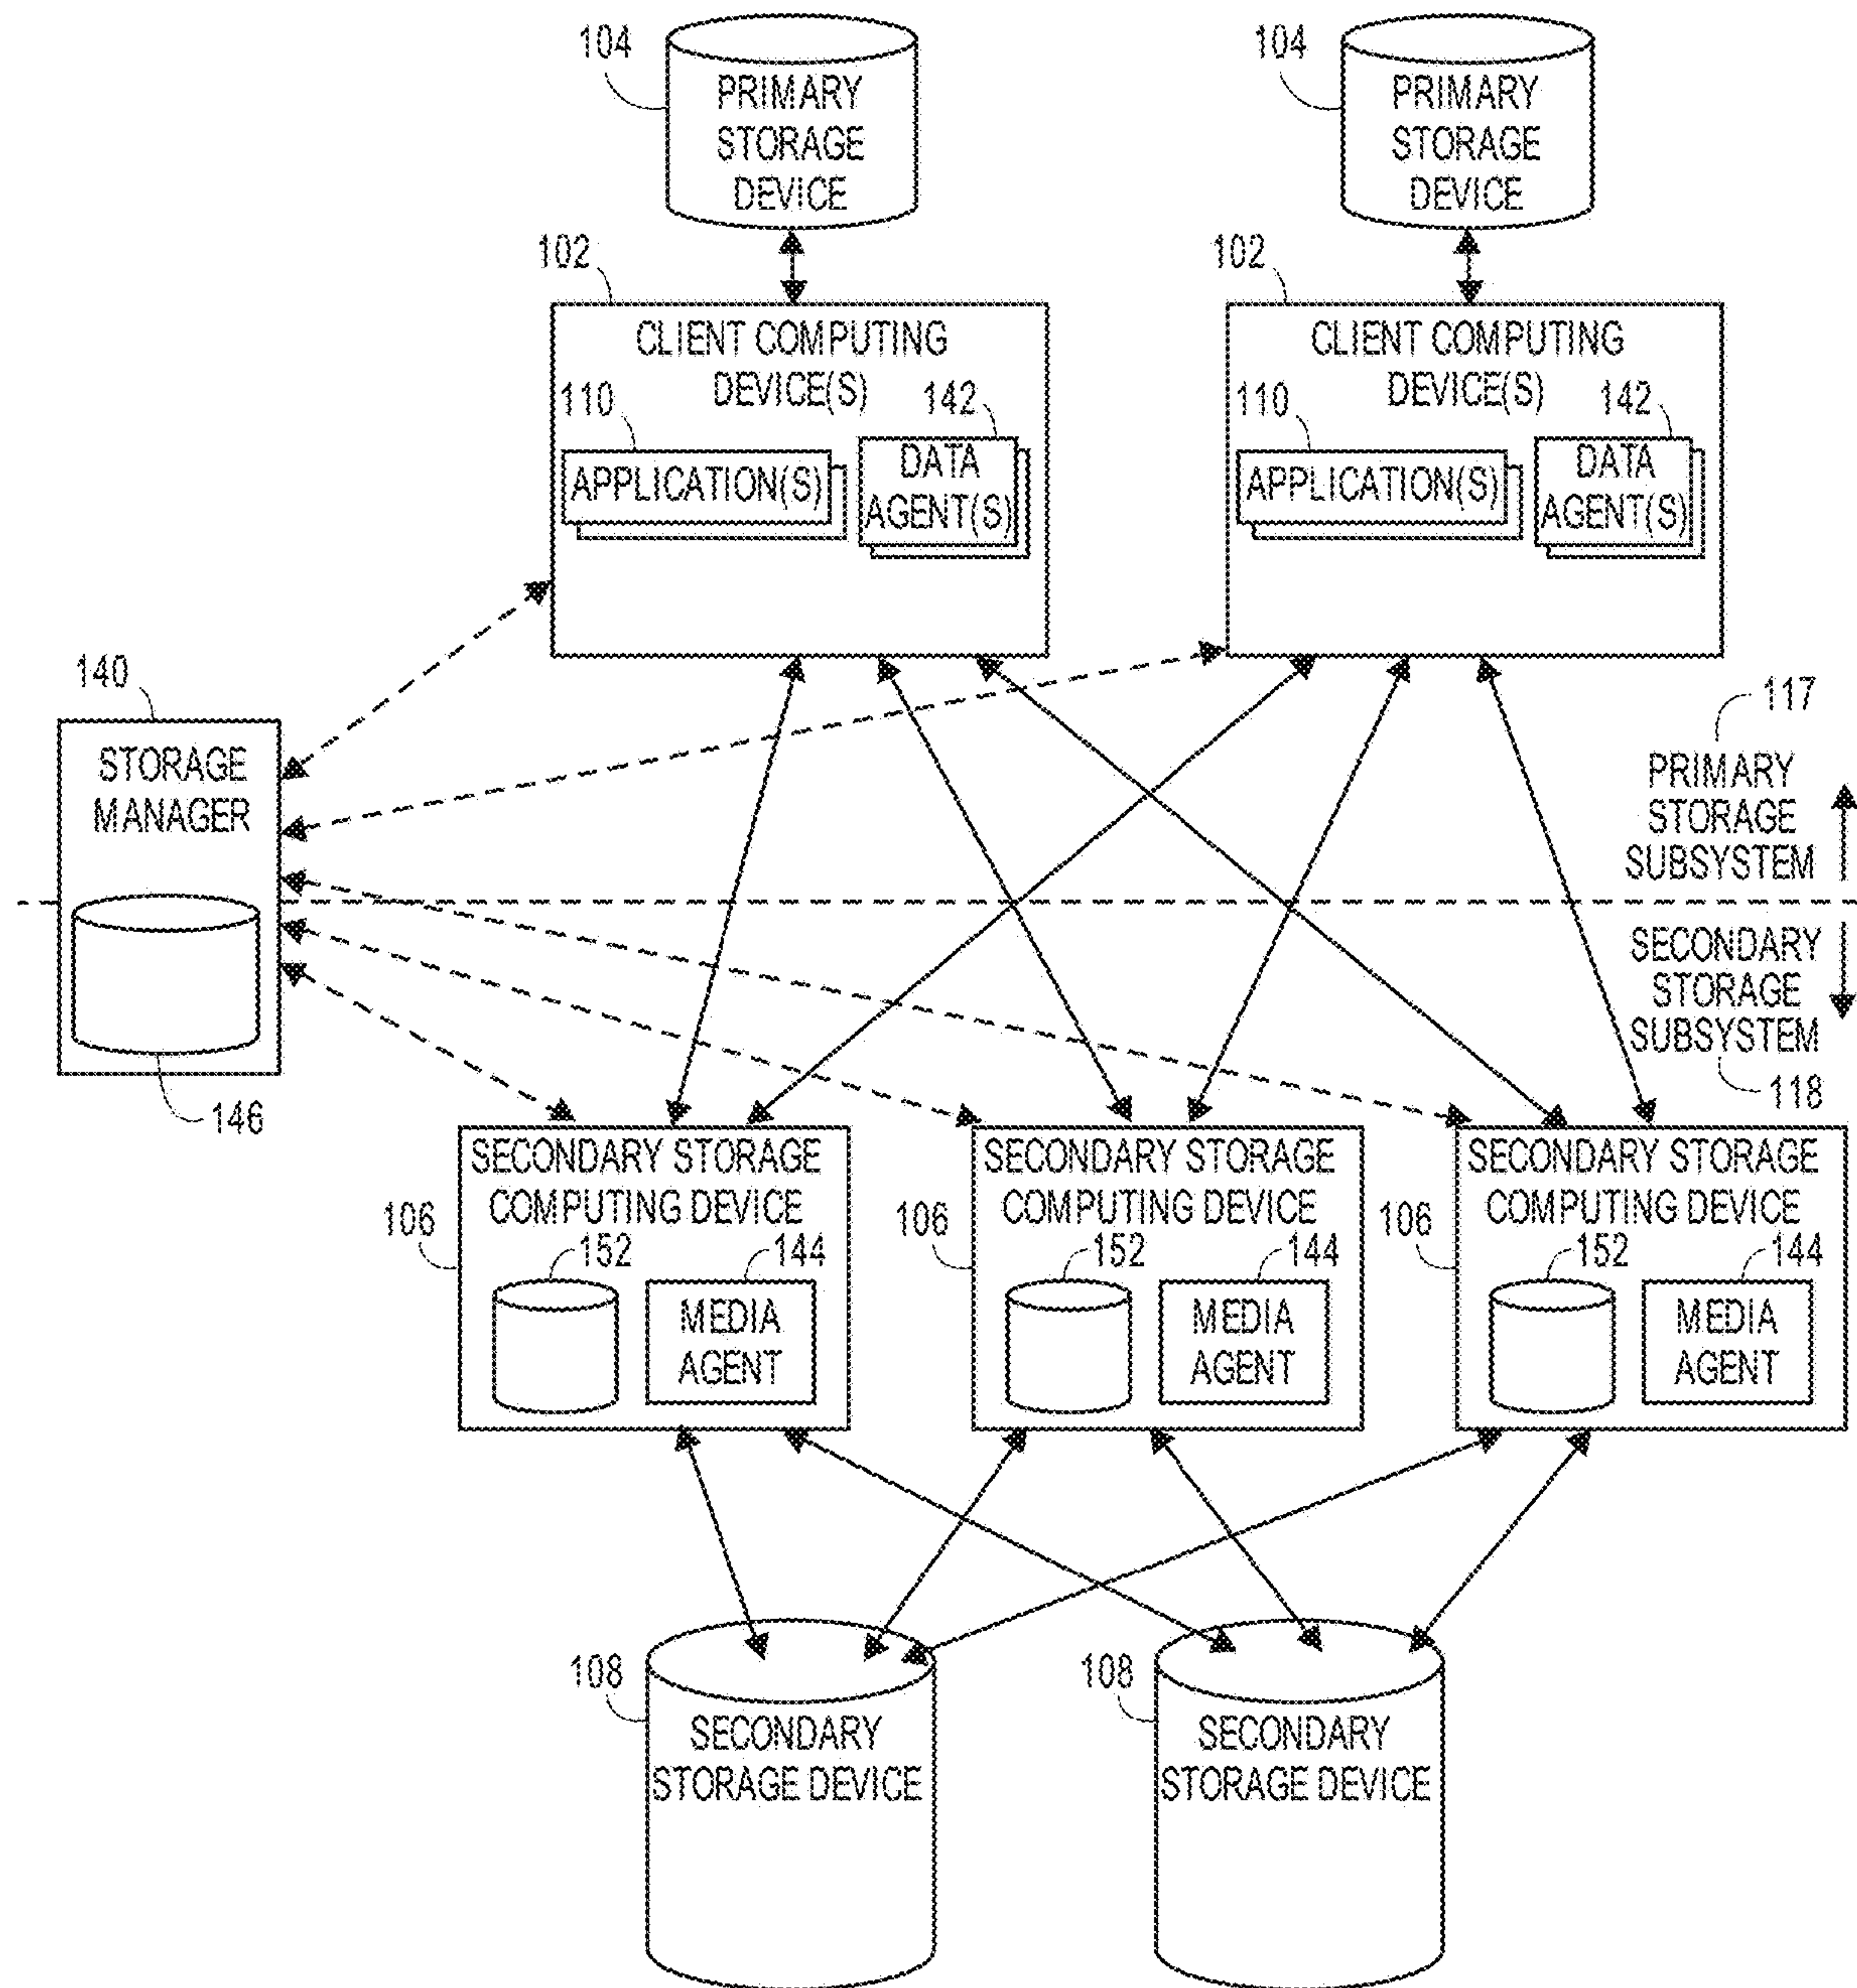 104
PRIMARY
STORAGE
DEVICE
104
PRIMARY
STORAGE
DEVICE
102
CLIENT COMPUTING
DEVICE(S)
110
142
APPLICATION(S)
DATA
AGENT(S)
102
CLIENT COMPUTING
DEVICE(S)
110
142
APPLICATION(S)
DATA
AGENT(S)
140
STORAGE
MANAGER
146
117
PRIMARY
STORAGE
SUBSYSTEM
SECONDARY
STORAGE
SUBSYSTEM
118
106
SECONDARY STORAGE
COMPUTING DEVICE
152
144
MEDIA
AGENT
106
SECONDARY STORAGE
COMPUTING DEVICE
152
144
MEDIA
AGENT
106
SECONDARY STORAGE
COMPUTING DEVICE
152
144
MEDIA
AGENT
108
SECONDARY
STORAGE DEVICE
108
SECONDARY
STORAGE DEVICE